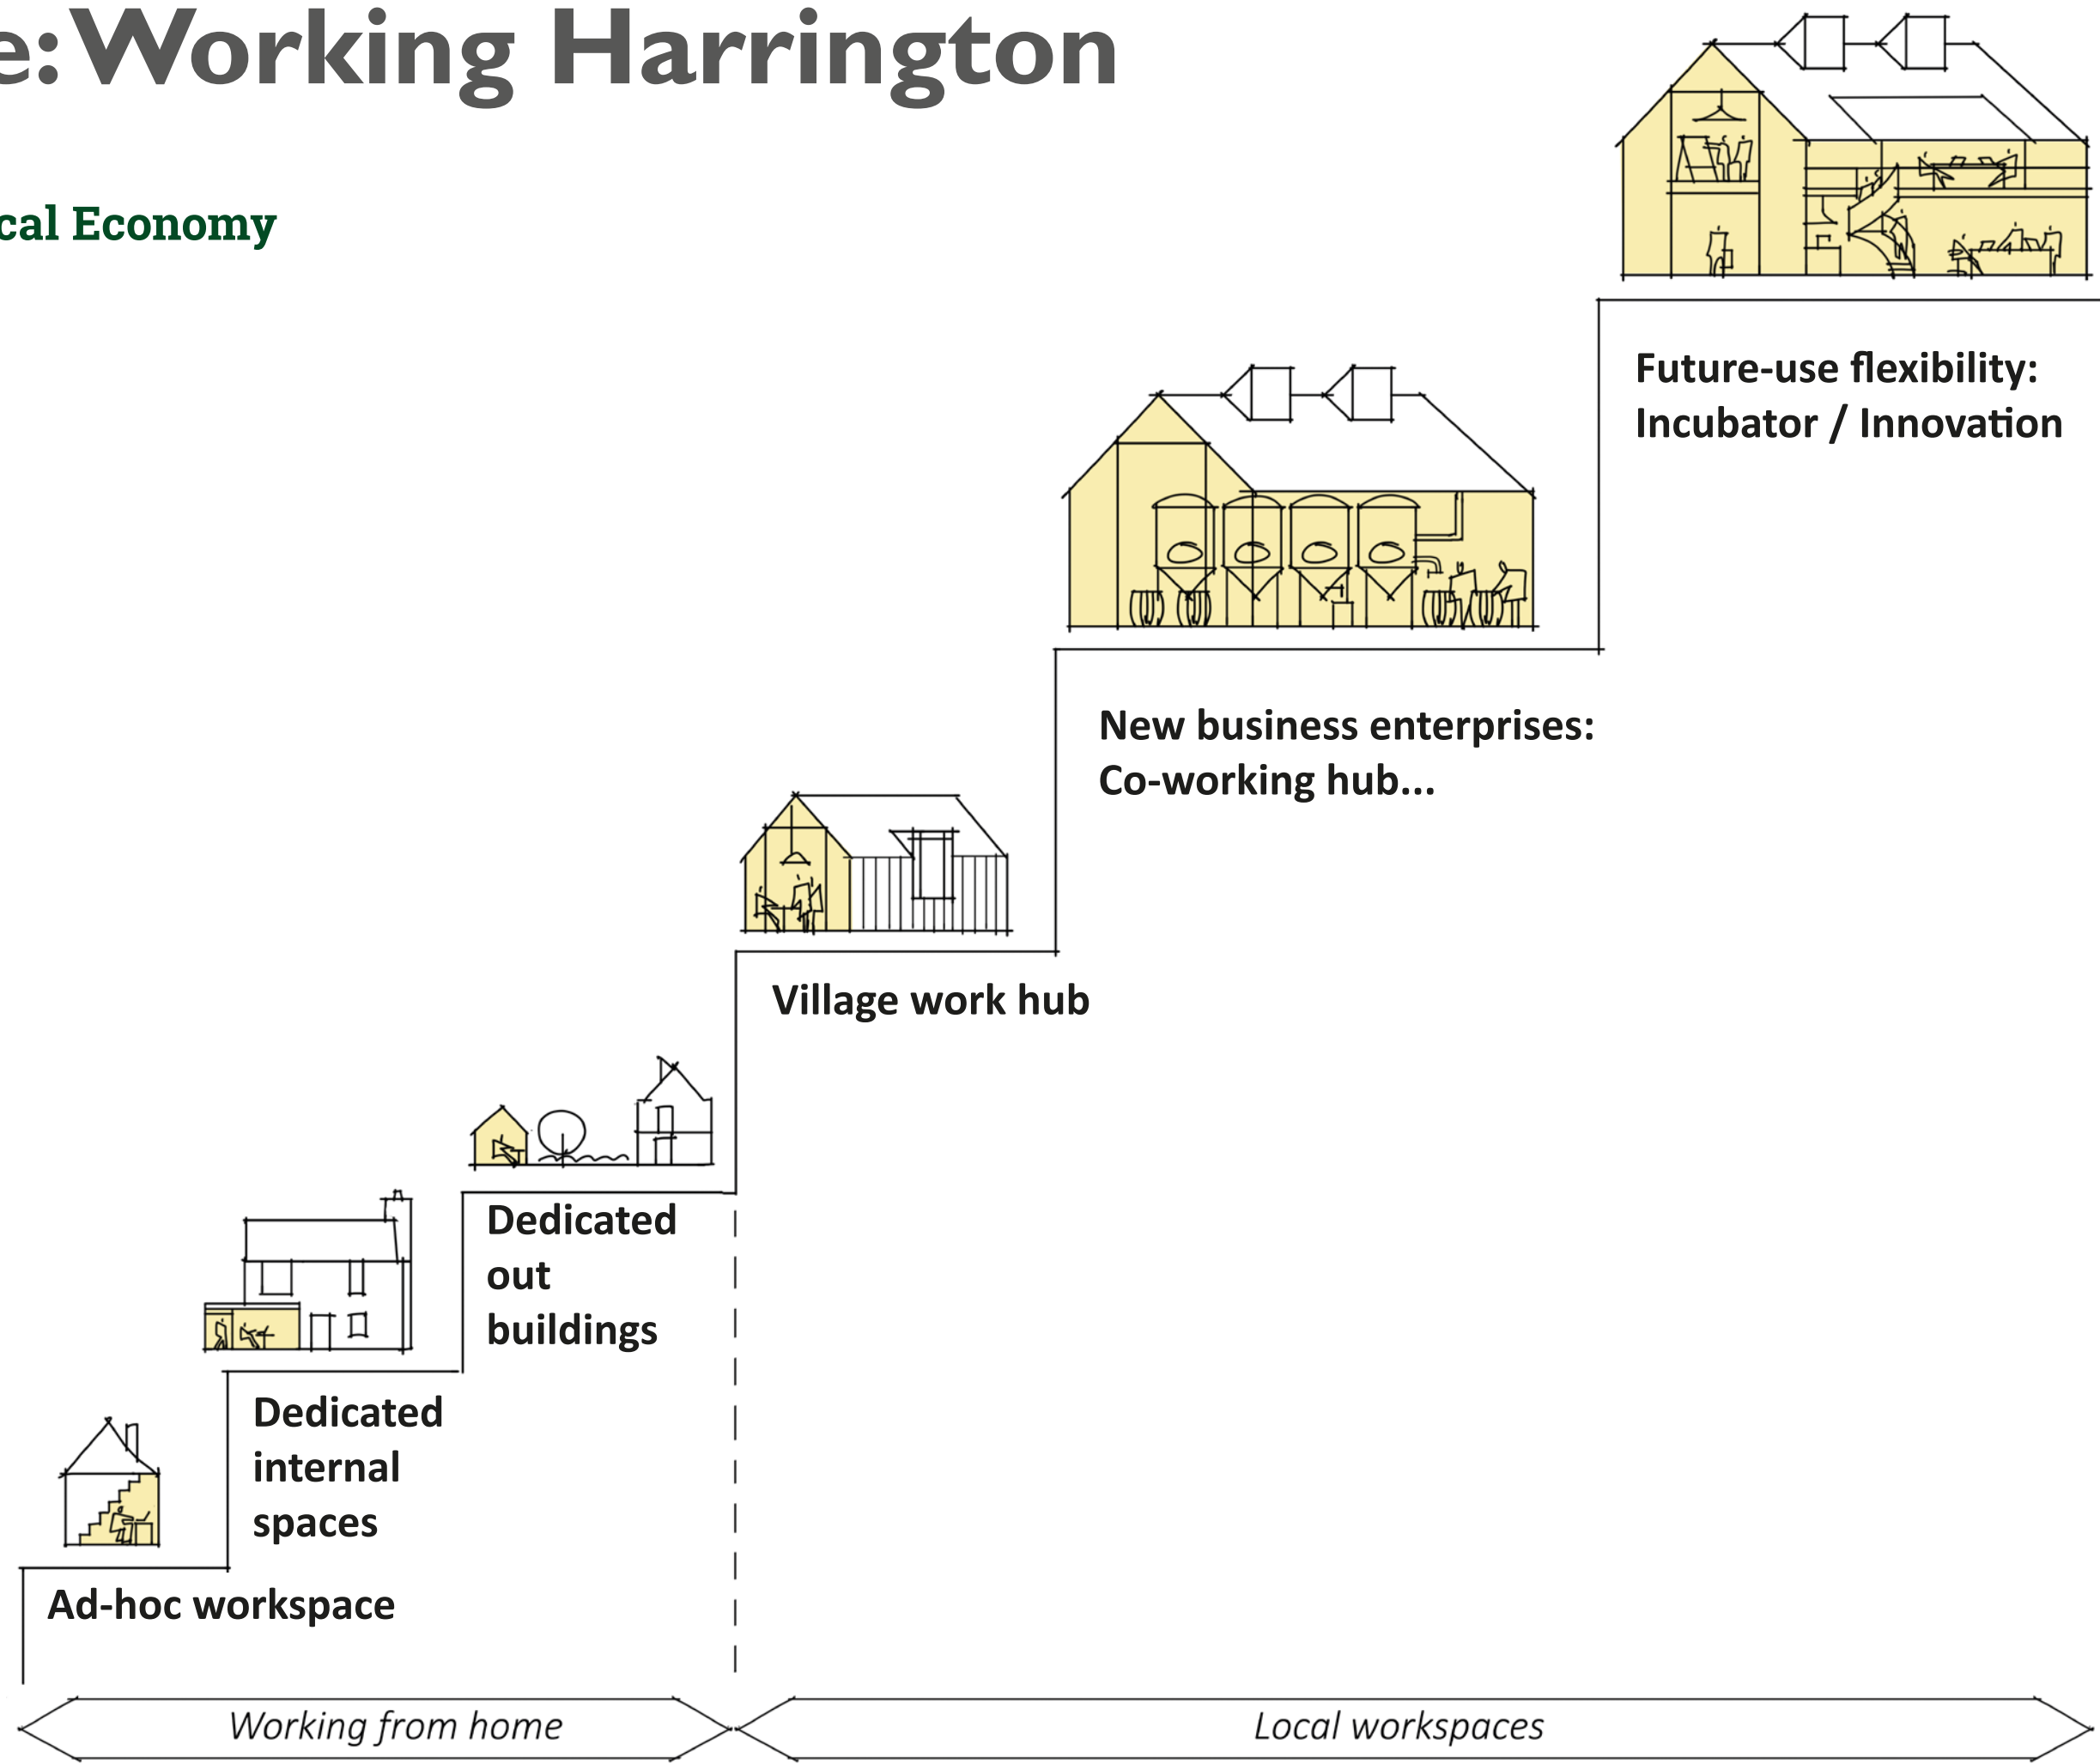 e: Working Harrington
cal Economy
Future-use flexibility:
Incubator / Innovation
New business enterprises:
Co-working hub...
Village work hub
Dedicated
out
buildings
Dedicated
internal
spaces
Ad-hoc workspace
Working from home
Local workspaces